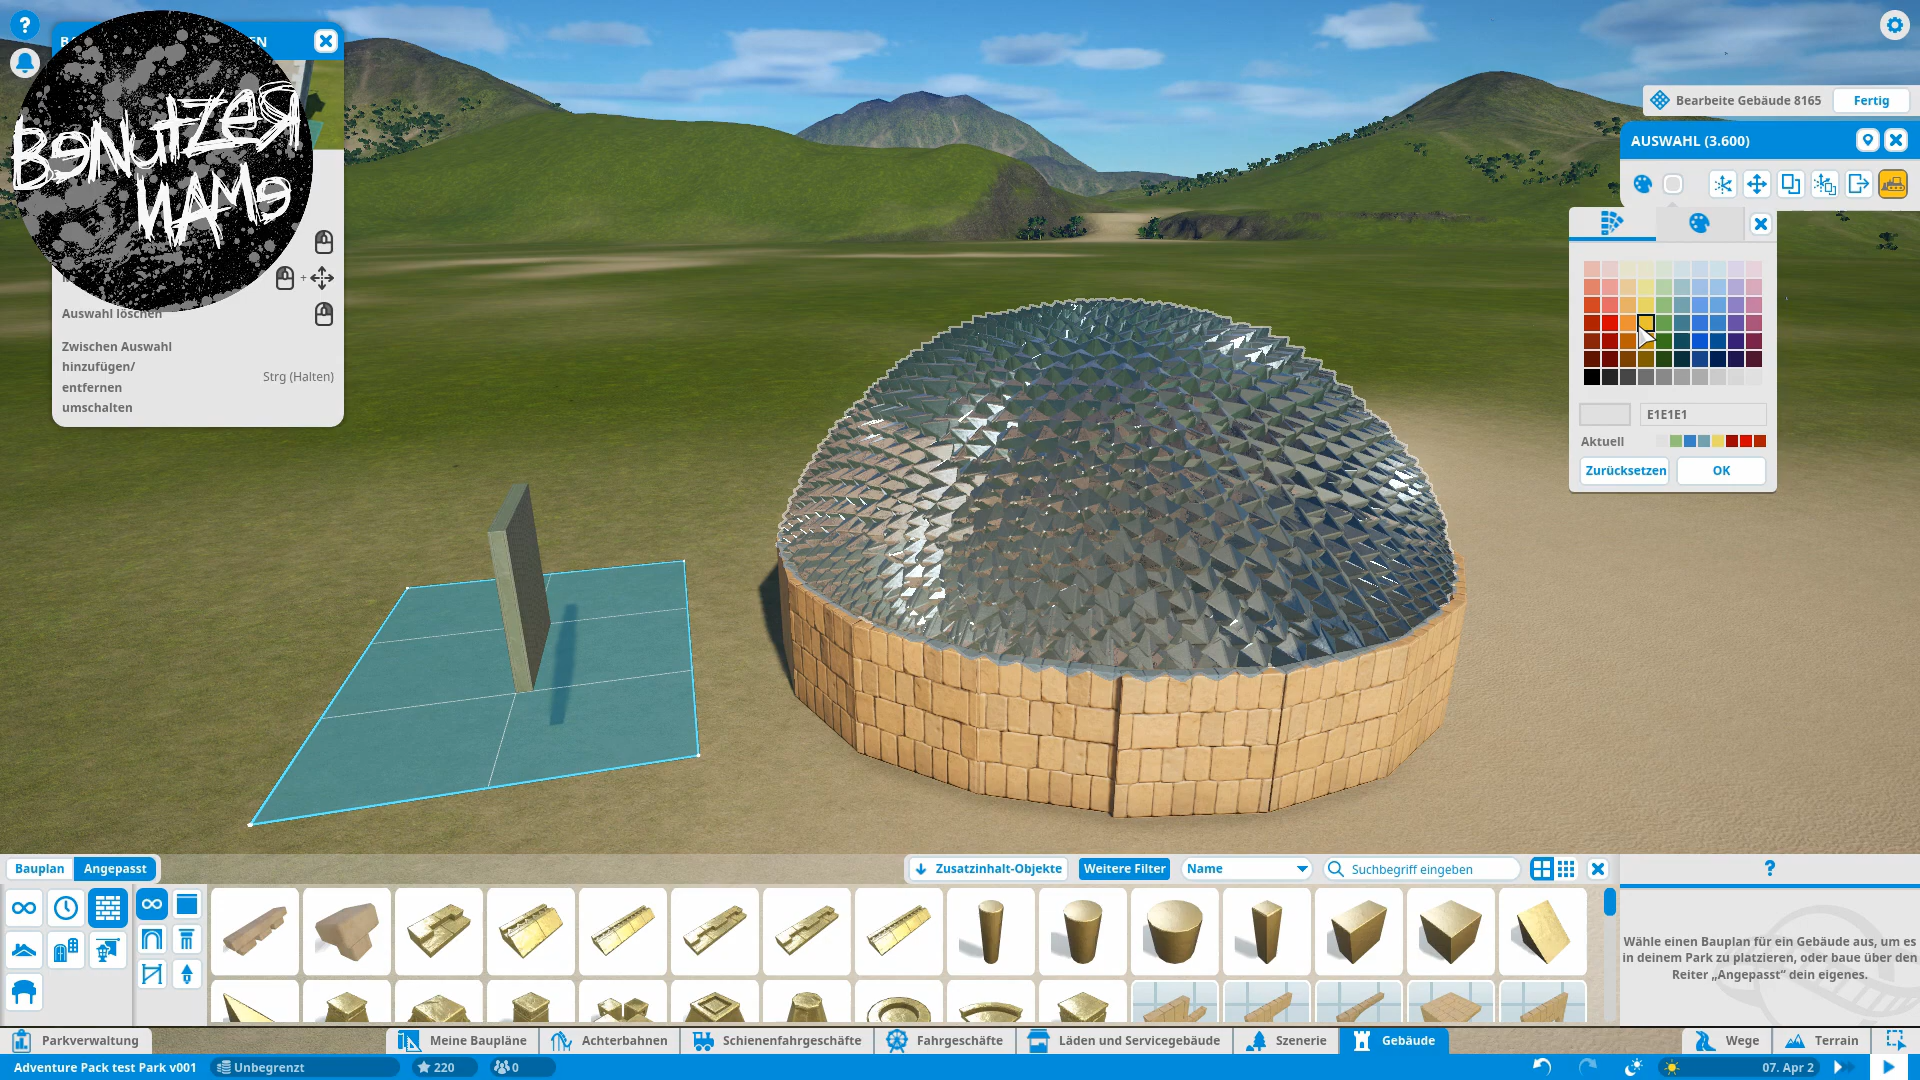 B
EN
BENUTZER
NAME
Bearbeite Gebäude 8165
Fertig
AUSWAHL (3.600)
+
Auswahl löschen
Zwischen Auswahl
hinzufügen/
entfernen
umschalten
Strg (Halten)
E1E1E1
Aktuell
Zurücksetzen
OK
Bauplan
Angepasst
Zusatzinhalt-Objekte
Weitere Filter
Name
Suchbegriff eingeben
?
Wähle einen Bauplan für ein Gebäude aus, um es
in deinem Park zu platzieren, oder baue über den
Reiter „Angepasst“ dein eigenes.
Parkverwaltung
Meine Baupläne
Achterbahnen
Schienenfahrgeschäfte
Fahrgeschäfte
Läden und Servicegebäude
Szenerie
Gebäude
Wege
Terrain
Adventure Pack test Park v001
Unbegrenzt
220
0
07. Apr 2